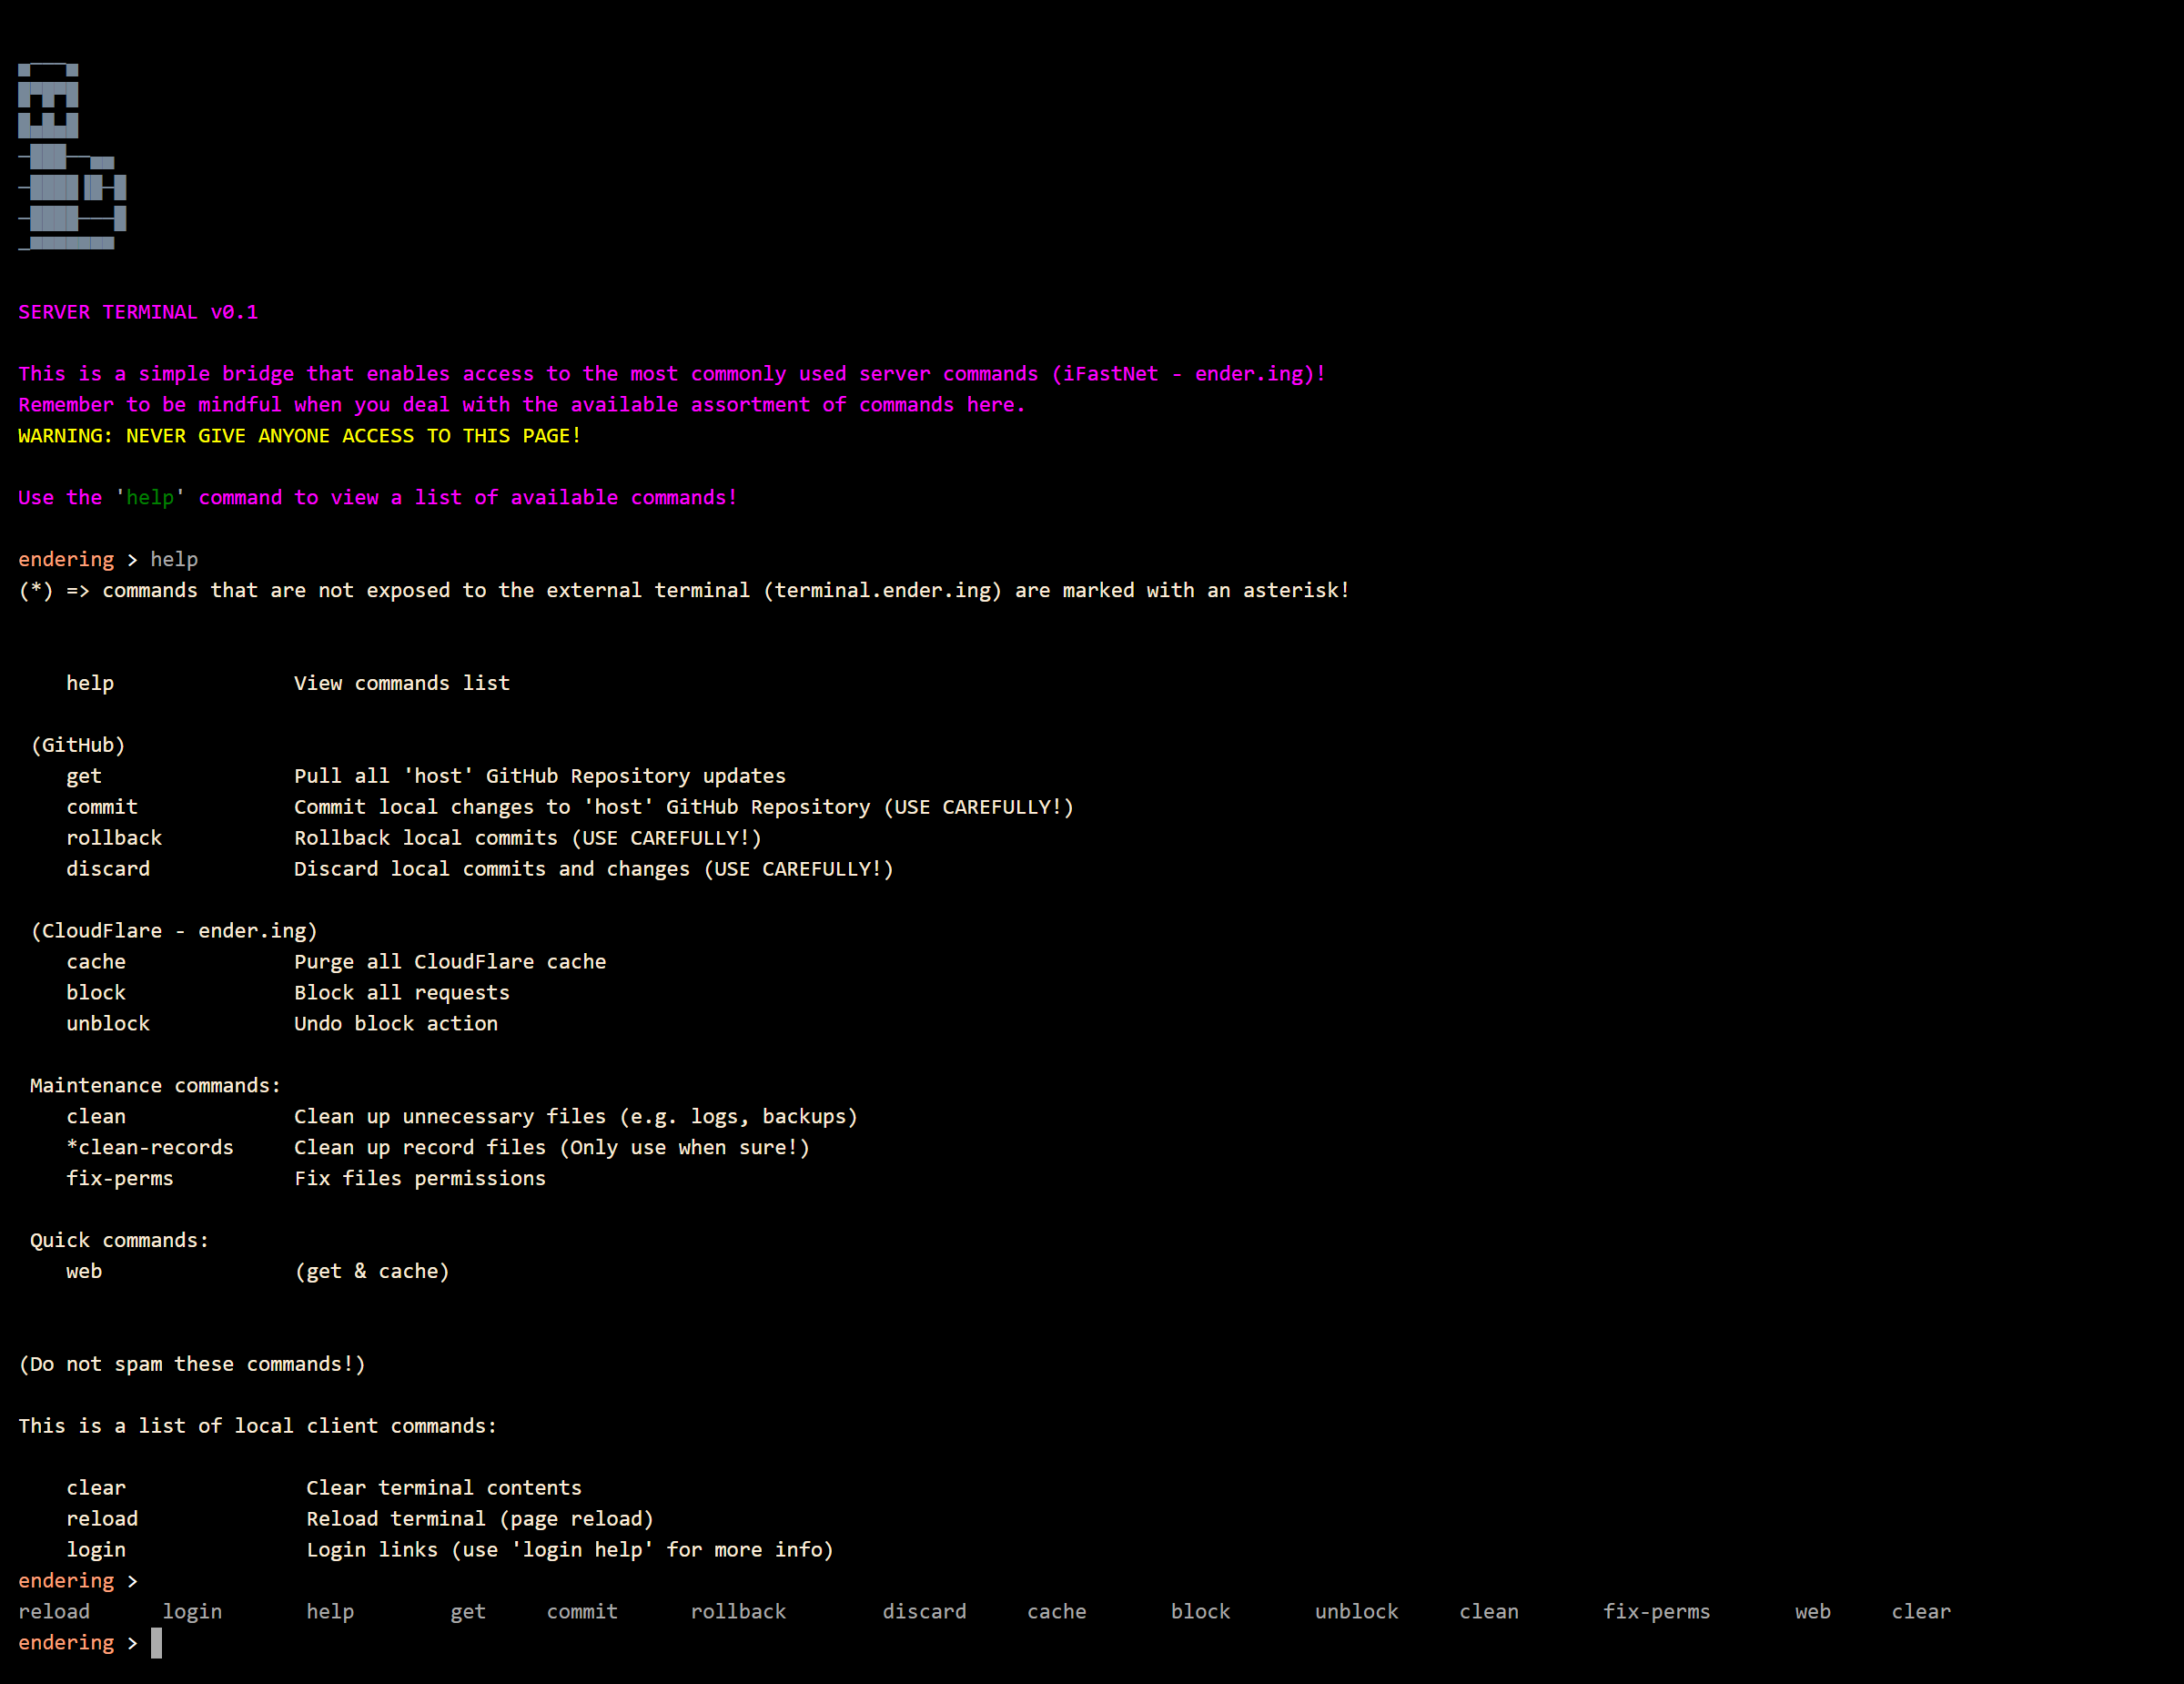 SERVER TERMINAL v0.1
This is a simple bridge that enables access to the most commonly used server commands (iFastNet - ender.ing)!
Remember to be mindful when you deal with the available assortment of commands here.
WARNING: NEVER GIVE ANYONE ACCESS TO THIS PAGE!
Use the 'help' command to view a list of available commands!
endering > help
(*) => commands that are not exposed to the external terminal (terminal.ender.ing) are marked with an asterisk!
help View commands list
(GitHub)
get Pull all 'host' GitHub Repository updates
commit Commit local changes to 'host' GitHub Repository (USE CAREFULLY!)
rollback Rollback local commits (USE CAREFULLY!)
discard Discard local commits and changes (USE CAREFULLY!)
(CloudFlare - ender.ing)
cache Purge all CloudFlare cache
block Block all requests
unblock Undo block action
Maintenance commands:
clean Clean up unnecessary files (e.g. logs, backups)
*clean-records Clean up record files (Only use when sure!)
fix-perms Fix files permissions
Quick commands:
web (get & cache)
(Do not spam these commands!)
This is a list of local client commands:
clear Clear terminal contents
reload Reload terminal (page reload)
login Login links (use 'login help' for more info)
endering >
reload login help get commit rollback discard cache block unblock clean fix-perms web clear
endering >